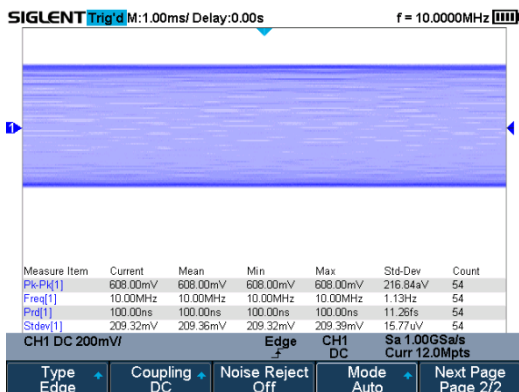 SIGLENT Trig'd M:1.00ms/ Delay:0.00s f = 10.0000MHz
1
Measure Item Current Mean Min Max Std-Dev Count
Pk-Pk[1] 608.00mV 608.00mV 608.00mV 608.00mV 216.84aV 54
Freq[1] 10.00MHz 10.00MHz 10.00MHz 10.00MHz 1.13Hz 54
Prd[1] 100.00ns 100.00ns 100.00ns 100.00ns 11.26fs 54
Stdev[1] 209.32mV 209.36mV 209.32mV 209.39mV 15.77uV 54
CH1 DC 200mV/ Edge CH1 Sa 1.00GSa/s
DC Curr 12.0Mpts
Type Coupling Noise Reject Mode Next Page
Edge DC Off Auto Page 2/2